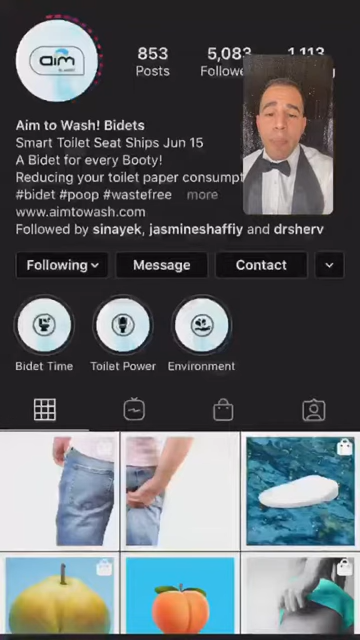 aim
853
5,083
1,113
Posts
Followe
Aim to Wash! Bidets
Smart Toilet Seat Ships Jun 15
A Bidet for every Booty!
Reducing your toilet paper consumpt
#bidet #poop #wastefree more
www.aimtowash.com
Followed by sinayek, jasmineshaffiy and drsherv
Following
Message
Contact
Bidet Time
Toilet Power
Environment